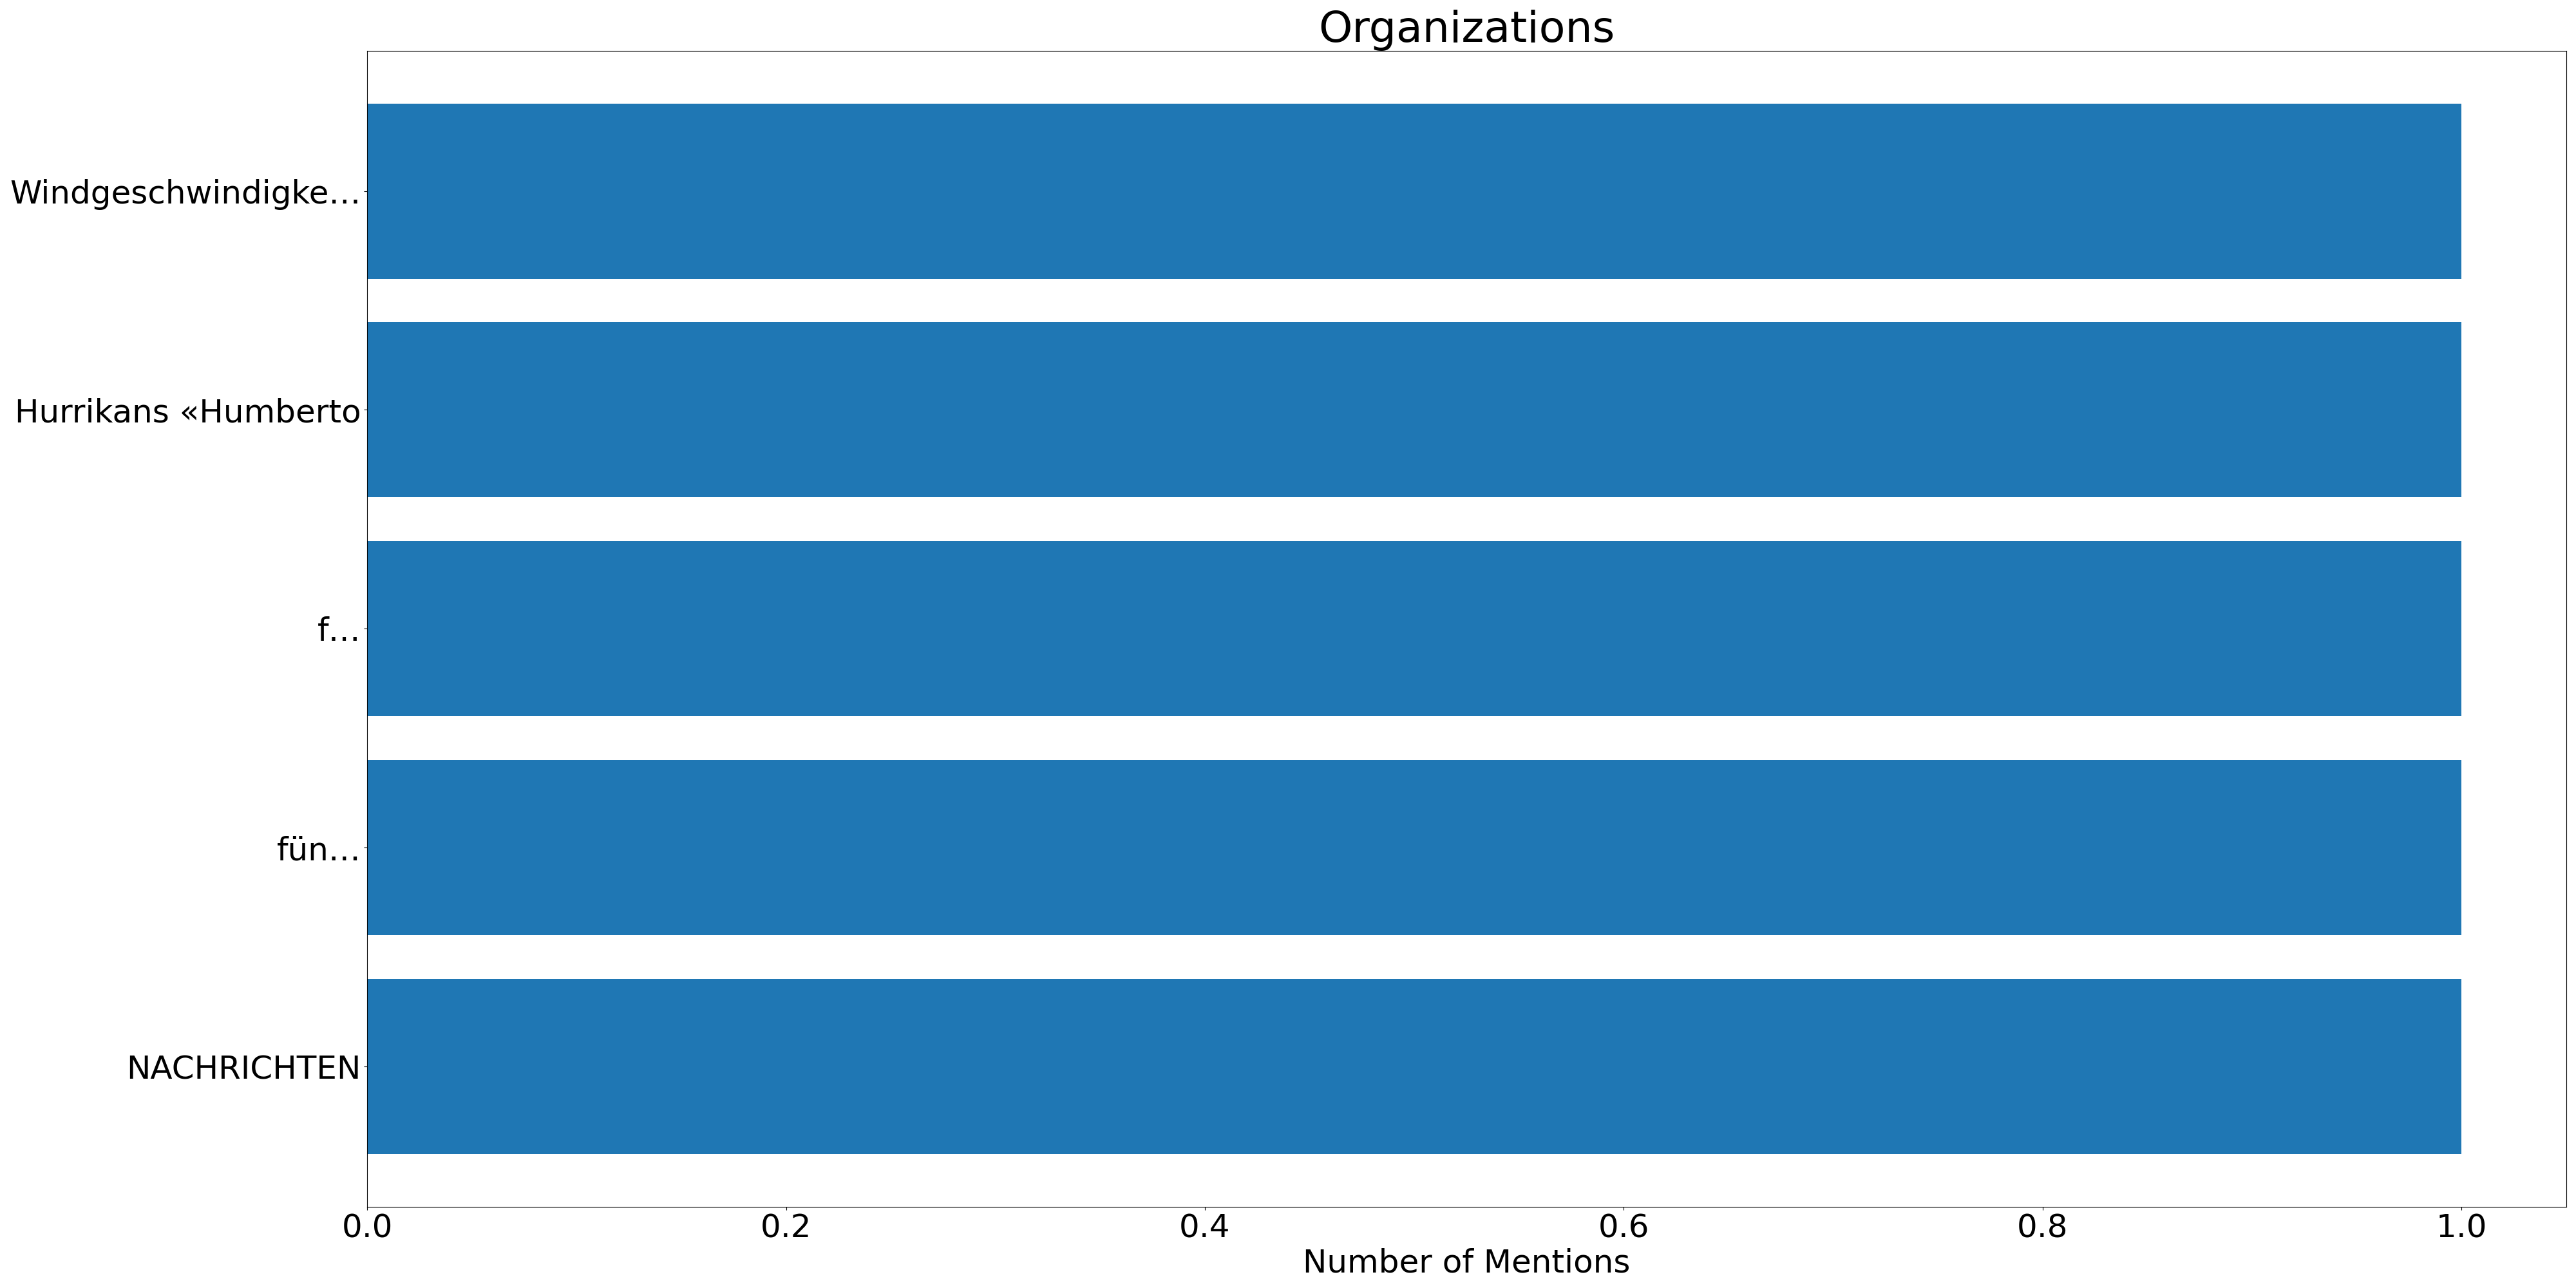 Organizations
Windgeschwindigke…
Hurrikans «Humberto
f…
fün…
NACHRICHTEN
0.0 0.2 0.4 0.6 0.8 1.0
Number of Mentions